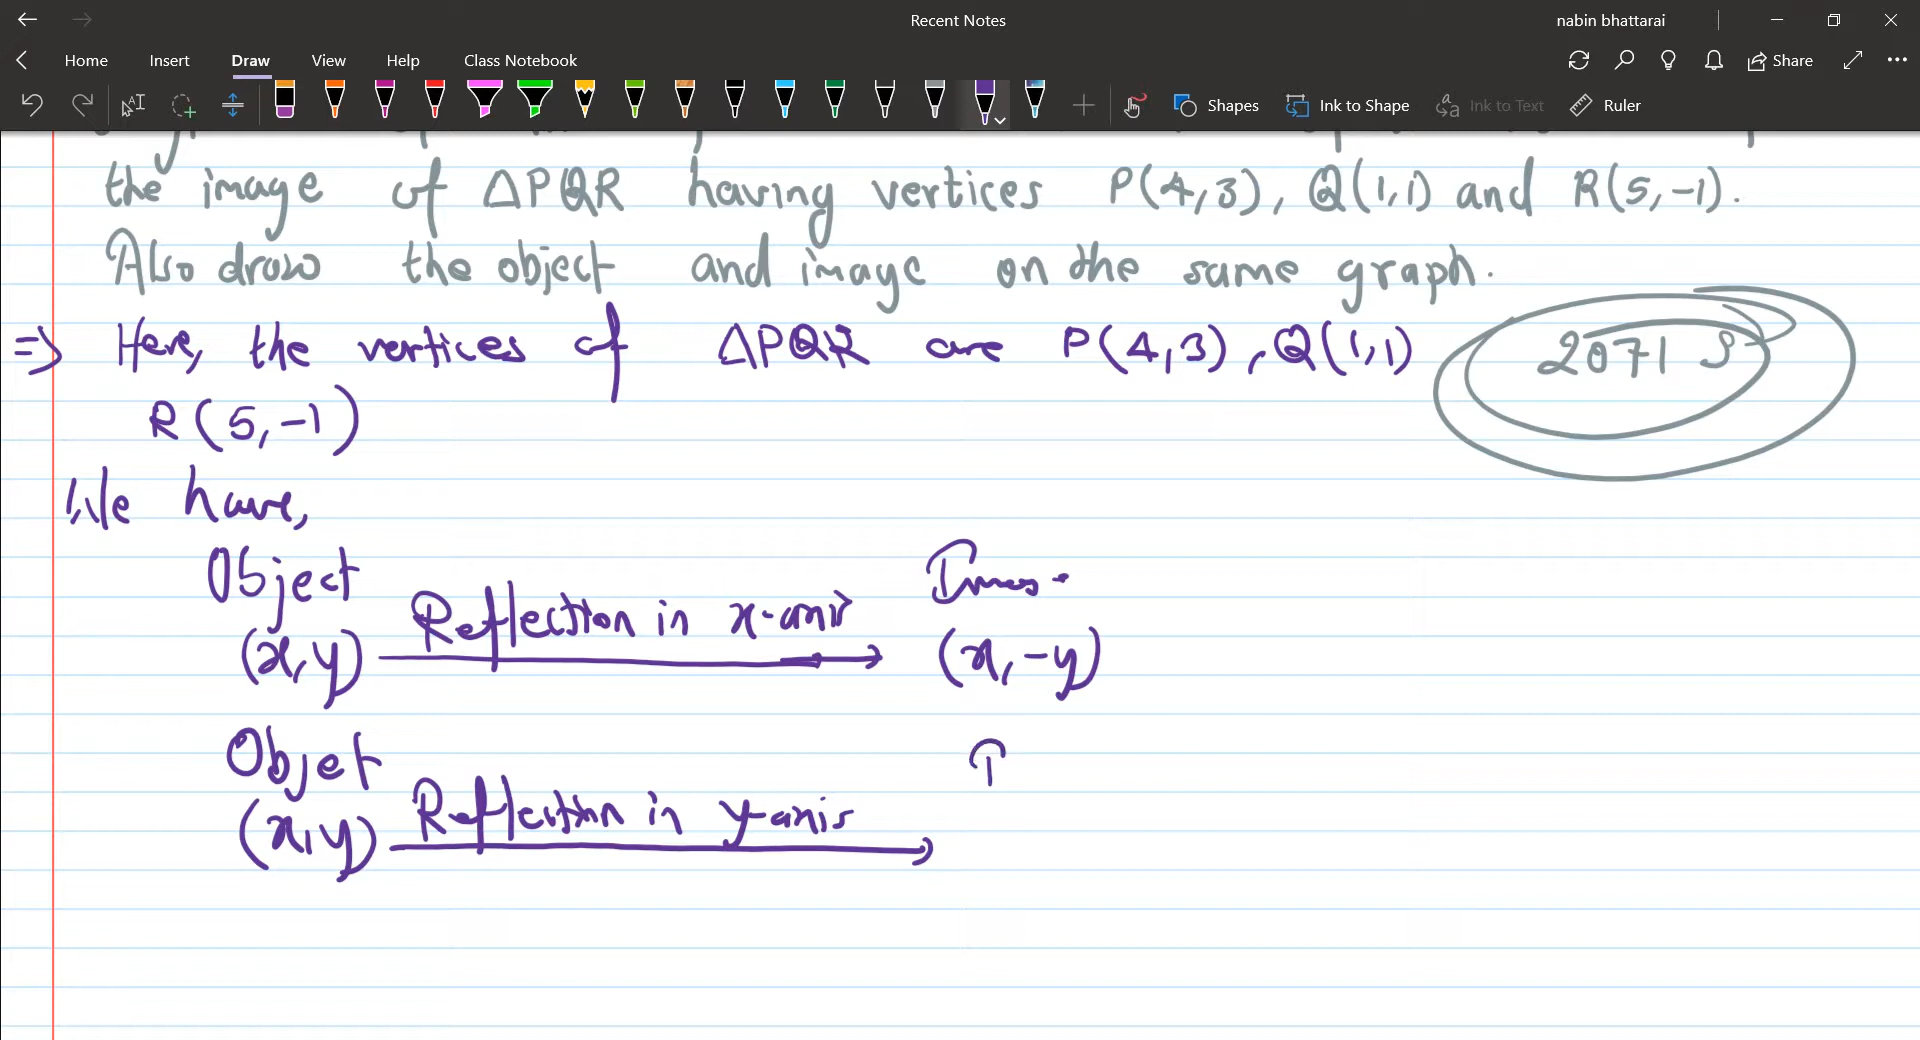 Recent Notes
nabin bhattarai
Home Insert Draw View Help Class Notebook Share
Shapes Ink to Shape Ink to Text Ruler
the image of ΔPQR having vertices P(4,3), Q(1,1) and R(5,-1).
Also draw the object and image on the same graph.
⇒ Here, the vertices of ΔPQR are P(4,3), Q(1,1)
2071 S
R(5,-1)
We have,
Object
Reflection in x-axis
(x,y) (x,-y)
Objet
Reflection in y-axis
(x,y)